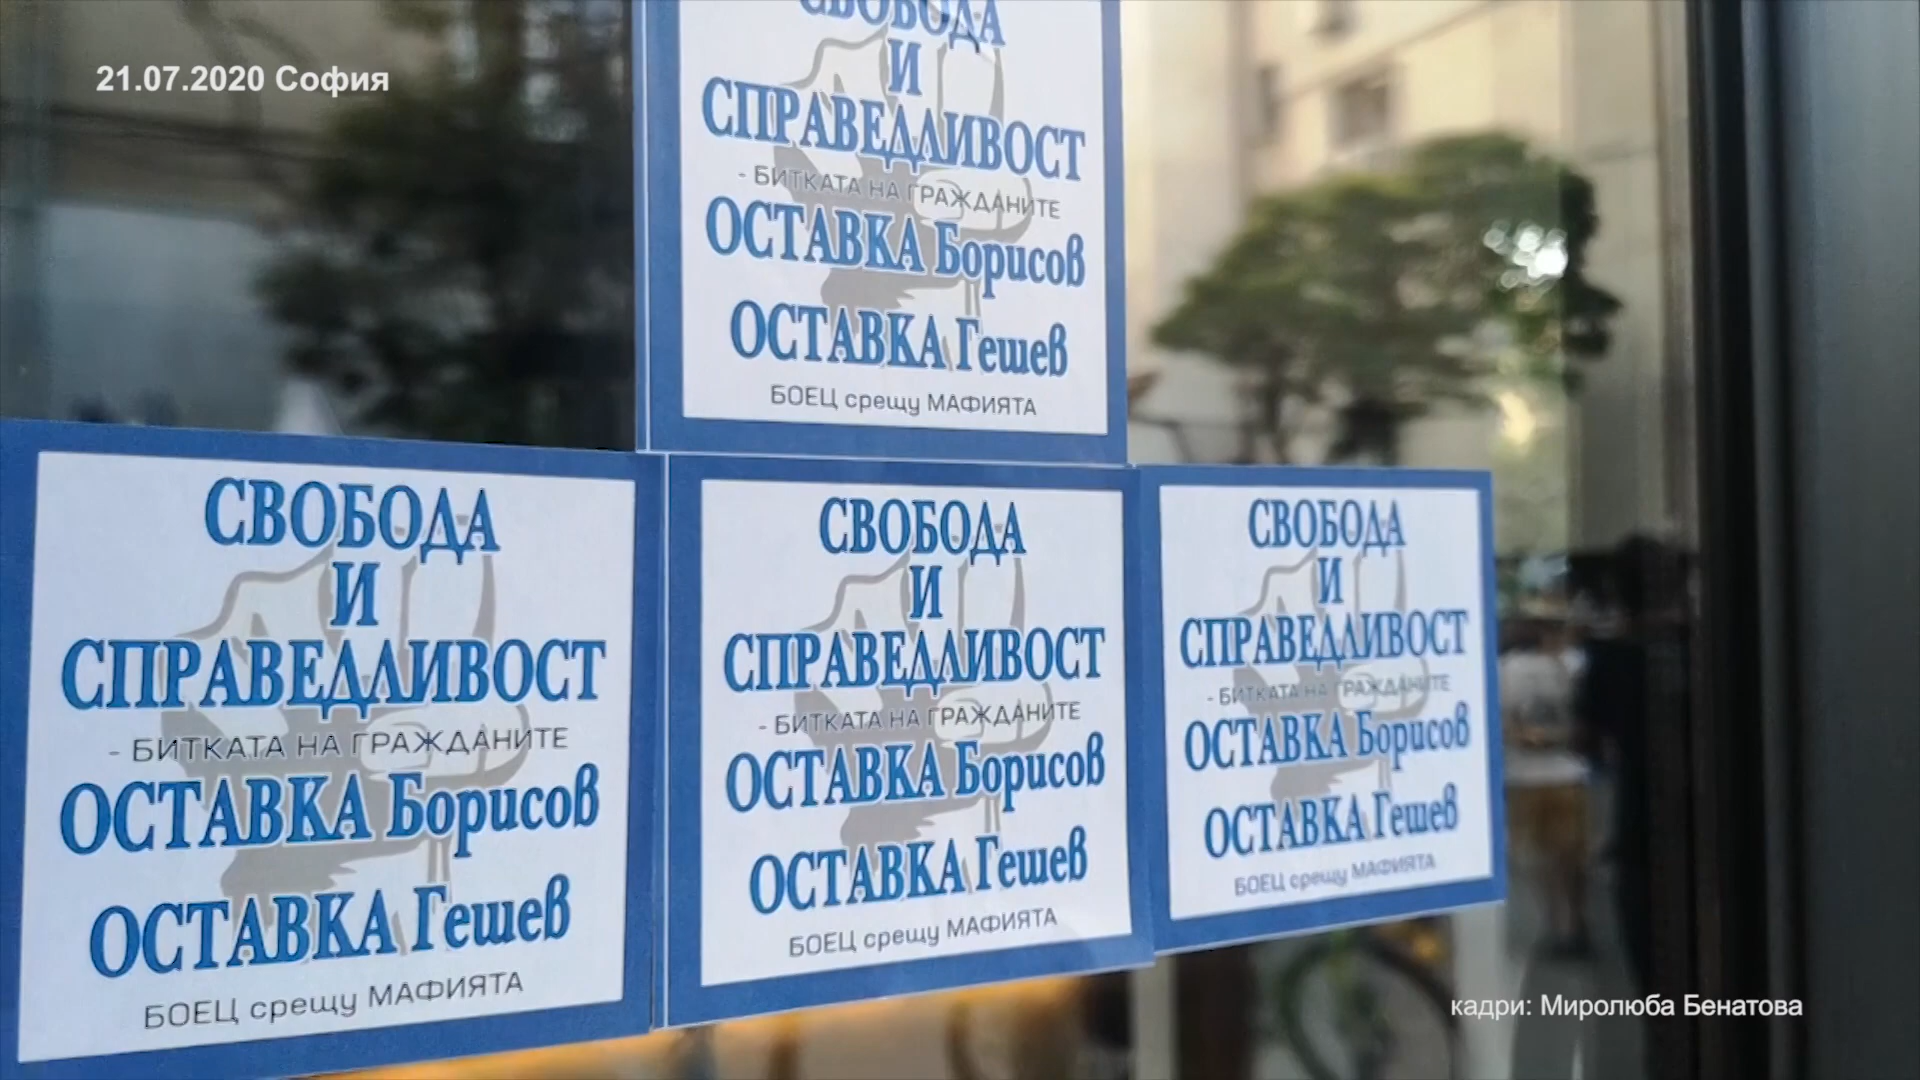 21.07.2020 София
СВОБОДА
И
СПРАВЕДЛИВОСТ
- БИТКАТА НА ГРАЖДАНИТЕ
ОСТАВКА Борисов
ОСТАВКА Гешев
БОЕЦ срещу МАФИЯТА
СВОБОДА
И
СПРАВЕДЛИВОСТ
- БИТКАТА НА ГРАЖДАНИТЕ
ОСТАВКА Борисов
ОСТАВКА Гешев
БОЕЦ срещу МАФИЯТА
СВОБОДА
И
СПРАВЕДЛИВОСТ
- БИТКАТА НА ГРАЖДАНИТЕ
ОСТАВКА Борисов
ОСТАВКА Гешев
БОЕЦ срещу МАФИЯТА
СВОБОДА
И
СПРАВЕДЛИВОСТ
- БИТКАТА НА ГРАЖДАНИТЕ
ОСТАВКА Борисов
ОСТАВКА Гешев
БОЕЦ срещу МАФИЯТА
кадри: Миролюба Бенатова